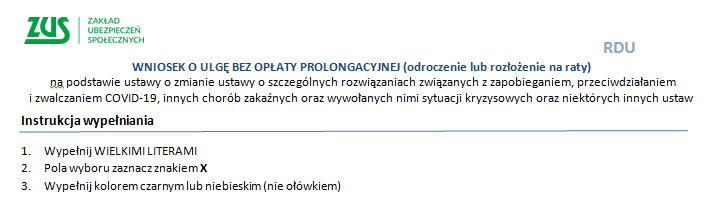 ZUS
ZAKŁAD
UBEZPIECZEŃ
SPOŁECZNYCH
RDU
WNIOSEK O ULGĘ BEZ OPŁATY PROLONGACYJNEJ (odroczenie lub rozłożenie na raty)
na podstawie ustawy o zmianie ustawy o szczególnych rozwiązaniach związanych z zapobieganiem, przeciwdziałaniem
i zwalczaniem COVID-19, innych chorób zakaźnych oraz wywołanych nimi sytuacji kryzysowych oraz niektórych innych ustaw
Instrukcja wypełniania
1. Wypełnij WIELKIMI LITERAMI
2. Pola wyboru zaznacz znakiem X
3. Wypełnij kolorem czarnym lub niebieskim (nie ołówkiem)